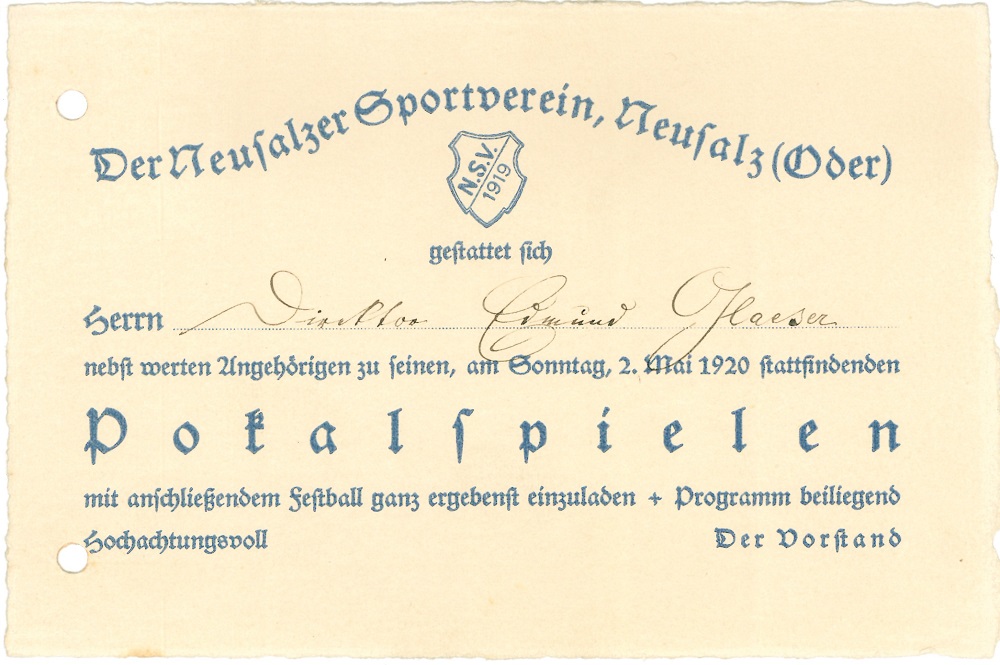 Der Neuſalzer Sportverein, Neuſalz (Oder)
N.S.V.
1919
geſtattet ſich
Herrn Direktor Edmund Glaeser
nebſt werten Angehörigen zu ſeinen, am Sonntag, 2. Mai 1920 ſtattfindenden
Pokalſpielen
mit anſchließendem Feſtball ganz ergebenſt einzuladen + Programm beiliegend
Hochachtungsvoll Der Vorſtand